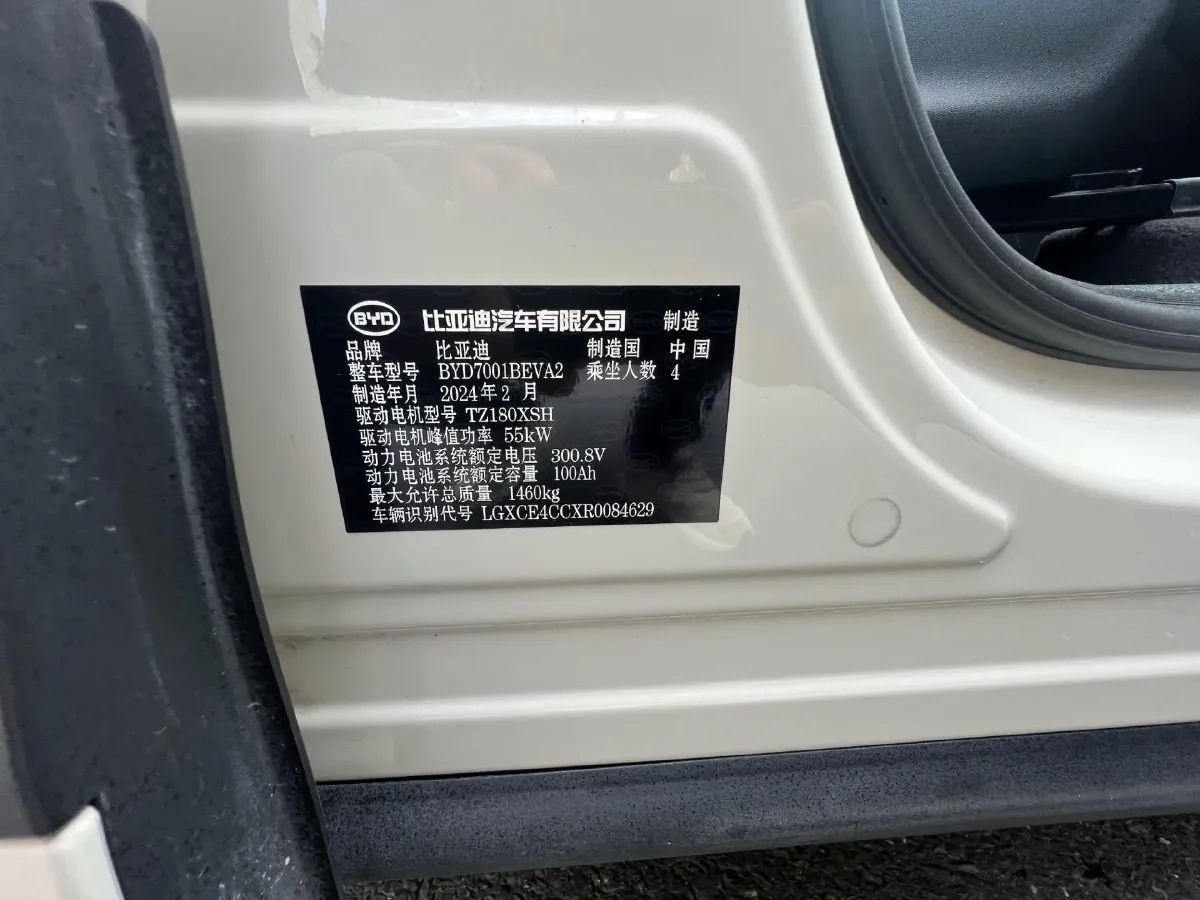 BYD 比亚迪汽车有限公司 制造
品牌 比亚迪 制造国 中国
整车型号 BYD7001BEVA2 乘坐人数 4
制造年月 2024年2月
驱动电机型号 TZ180XSH
驱动电机峰值功率 55kW
动力电池系统额定电压 300.8V
动力电池系统额定容量 100Ah
最大允许总质量 1460kg
车辆识别代号 LGXCE4CCXR0084629